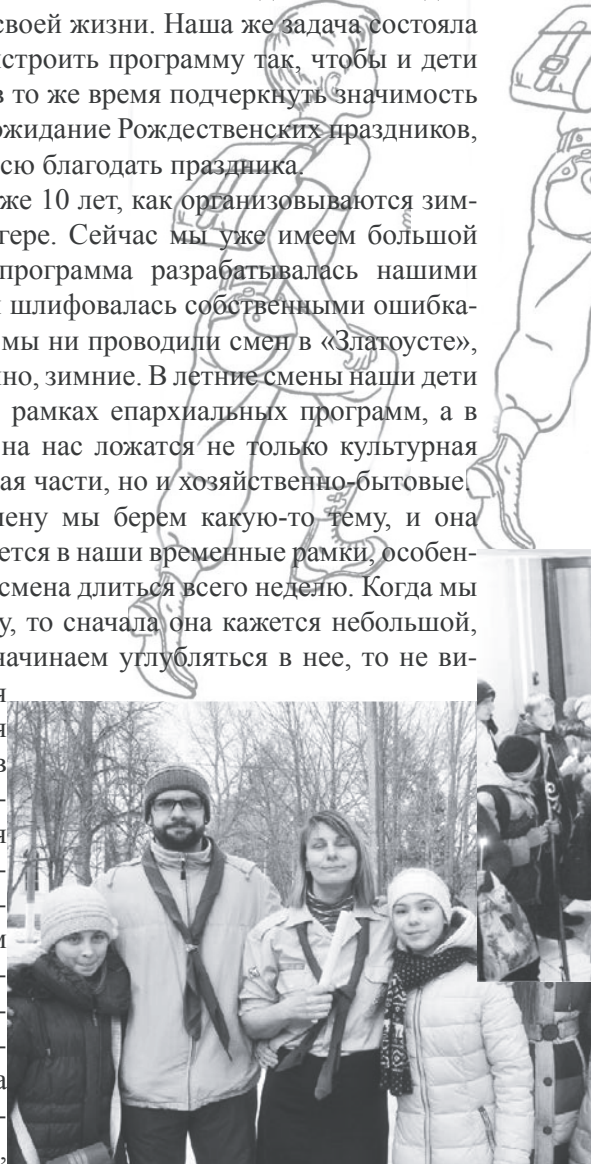 своей жизни. Наша же задача состояла
строить программу так, чтобы и дети
в то же время подчеркнуть значимость
ожидание Рождественских праздников,
сю благодать праздника.
же 10 лет, как организовываются зим-
гере. Сейчас мы уже имеем большой
программа разрабатывалась нашими
шлифовалась собственными ошибка-
мы ни проводили смен в «Златоусте»,
но, зимние. В летние смены наши дети
рамках епархиальных программ, а в
на нас ложатся не только культурная
ая части, но и хозяйственно-бытовые.
мену мы берем какую-то тему, и она
ется в наши временные рамки, особен-
смена длиться всего неделю. Когда мы
у, то сначала она кажется небольшой,
начинаем углубляться в нее, то не ви-
я
я
в
-
я
-
-
м
-
-
-
а
-
,